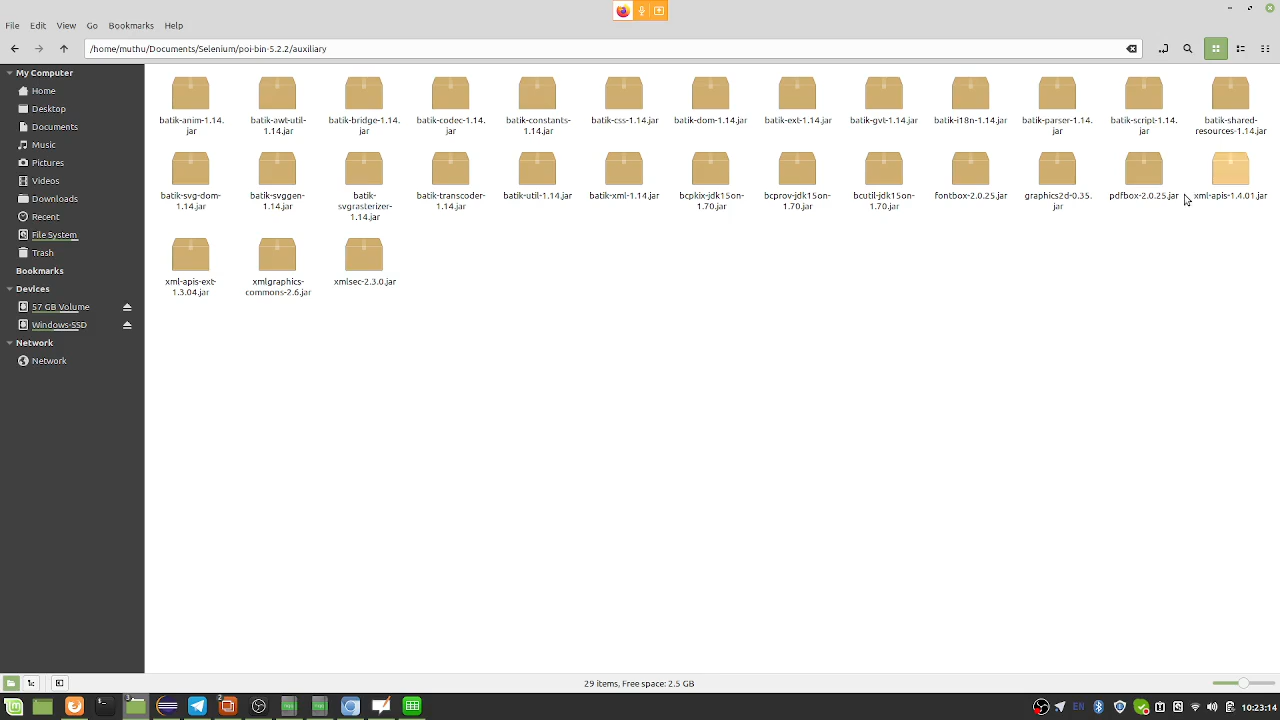 File Edit View Go Bookmarks Help
/home/muthu/Documents/Selenium/poi-bin-5.2.2/auxiliary
My Computer
Home
Desktop
Documents
Music
Pictures
Videos
Downloads
Recent
File System
Trash
Bookmarks
Devices
57 GB Volume
Windows-SSD
Network
Network
batik-anim-1.14.
jar
batik-awt-util-
1.14.jar
batik-bridge-1.14.
jar
batik-codec-1.14.
jar
batik-constants-
1.14.jar
batik-css-1.14.jar
batik-dom-1.14.jar
batik-ext-1.14.jar
batik-gvt-1.14.jar
batik-i18n-1.14.jar
batik-parser-1.14.
jar
batik-script-1.14.
jar
batik-shared-
resources-1.14.jar
batik-svg-dom-
1.14.jar
batik-svggen-
1.14.jar
batik-
svgrasterizer-
1.14.jar
batik-transcoder-
1.14.jar
batik-util-1.14.jar
batik-xml-1.14.jar
bcpkix-jdk15on-
1.70.jar
bcprov-jdk15on-
1.70.jar
bcutil-jdk15on-
1.70.jar
fontbox-2.0.25.jar
graphics2d-0.35.
jar
pdfbox-2.0.25.jar
xml-apis-1.4.01.jar
xml-apis-ext-
1.3.04.jar
xmlgraphics-
commons-2.6.jar
xmlsec-2.3.0.jar
29 items, Free space: 2.5 GB
3
2
EN
10:23:14